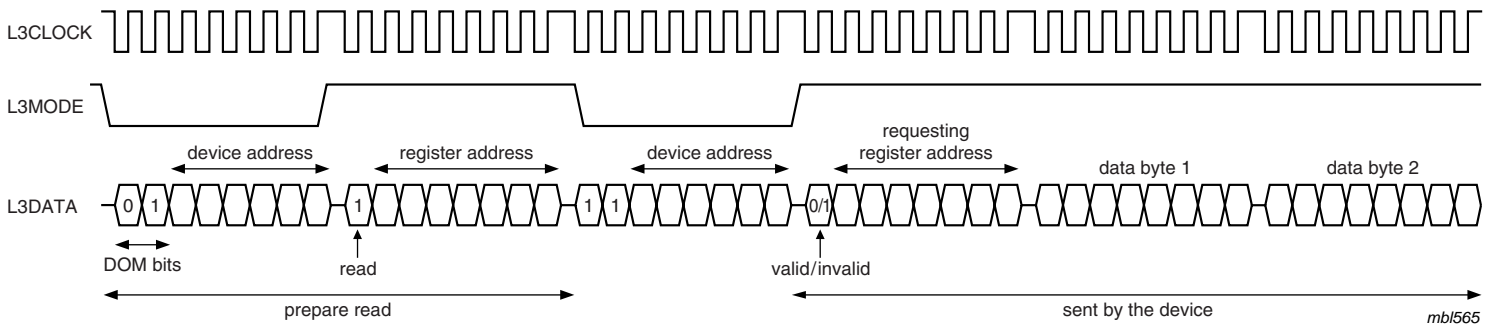 L3CLOCK
L3MODE
requesting
device address register address device address register address
data byte 1 data byte 2
L3DATA 0 1 1 1 1 0/1
DOM bits read valid/invalid
prepare read sent by the device
mbl565